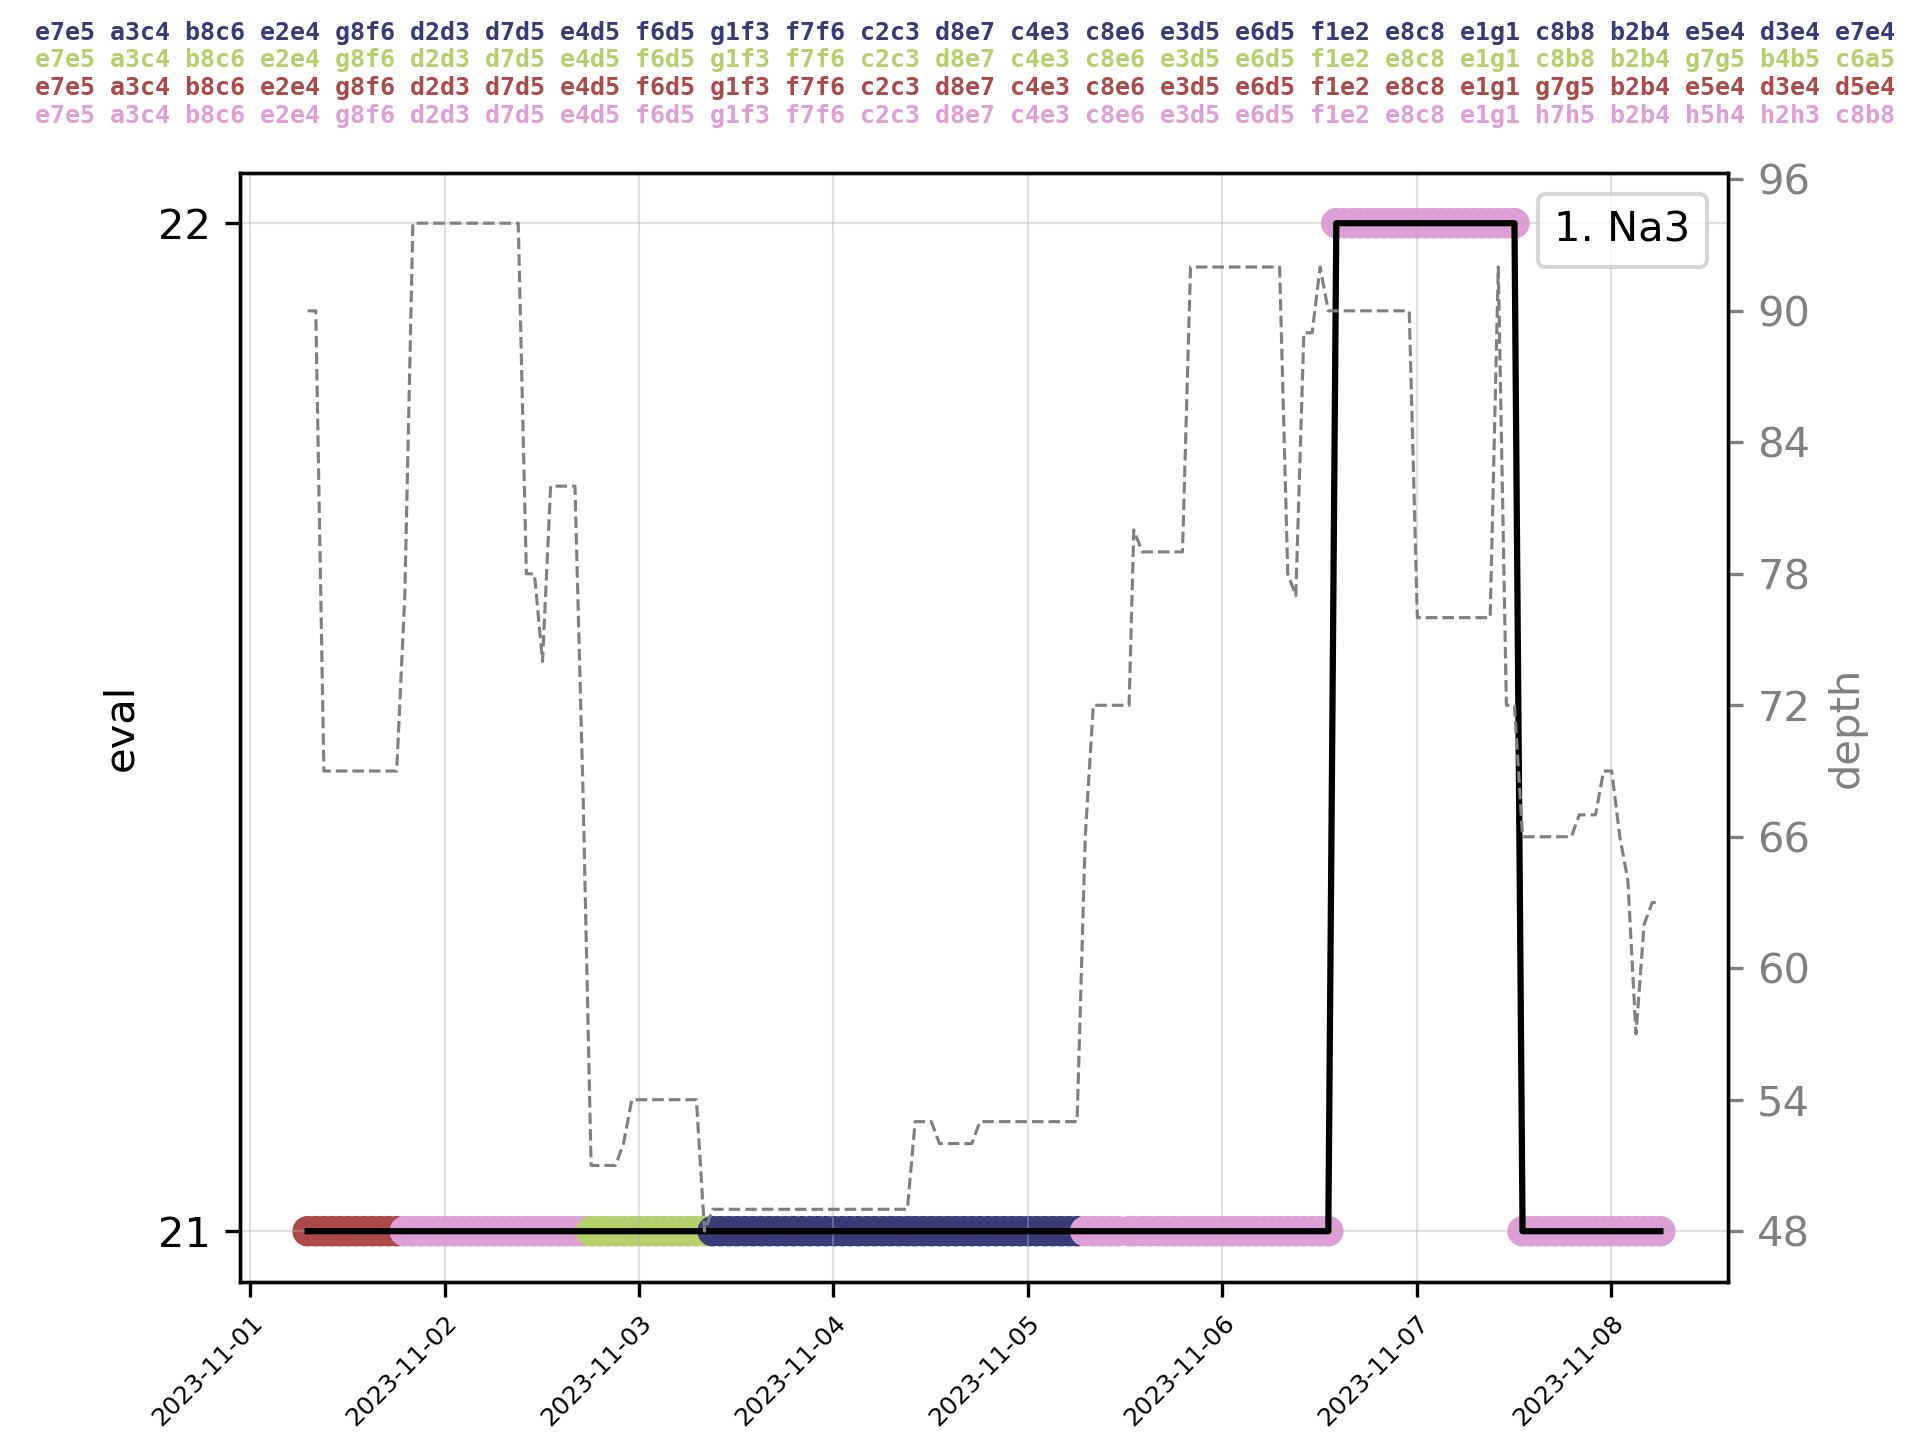 e7e5 a3c4 b8c6 e2e4 g8f6 d2d3 d7d5 e4d5 f6d5 g1f3 f7f6 c2c3 d8e7 c4e3 c8e6 e3d5 e6d5 f1e2 e8c8 e1g1 c8b8 b2b4 e5e4 d3e4 e7e4
e7e5 a3c4 b8c6 e2e4 g8f6 d2d3 d7d5 e4d5 f6d5 g1f3 f7f6 c2c3 d8e7 c4e3 c8e6 e3d5 e6d5 f1e2 e8c8 e1g1 c8b8 b2b4 g7g5 b4b5 c6a5
e7e5 a3c4 b8c6 e2e4 g8f6 d2d3 d7d5 e4d5 f6d5 g1f3 f7f6 c2c3 d8e7 c4e3 c8e6 e3d5 e6d5 f1e2 e8c8 e1g1 g7g5 b2b4 e5e4 d3e4 d5e4
e7e5 a3c4 b8c6 e2e4 g8f6 d2d3 d7d5 e4d5 f6d5 g1f3 f7f6 c2c3 d8e7 c4e3 c8e6 e3d5 e6d5 f1e2 e8c8 e1g1 h7h5 b2b4 h5h4 h2h3 c8b8
1. Na3
22
21
eval
96
90
84
78
72
66
60
54
48
depth
2023-11-01
2023-11-02
2023-11-03
2023-11-04
2023-11-05
2023-11-06
2023-11-07
2023-11-08